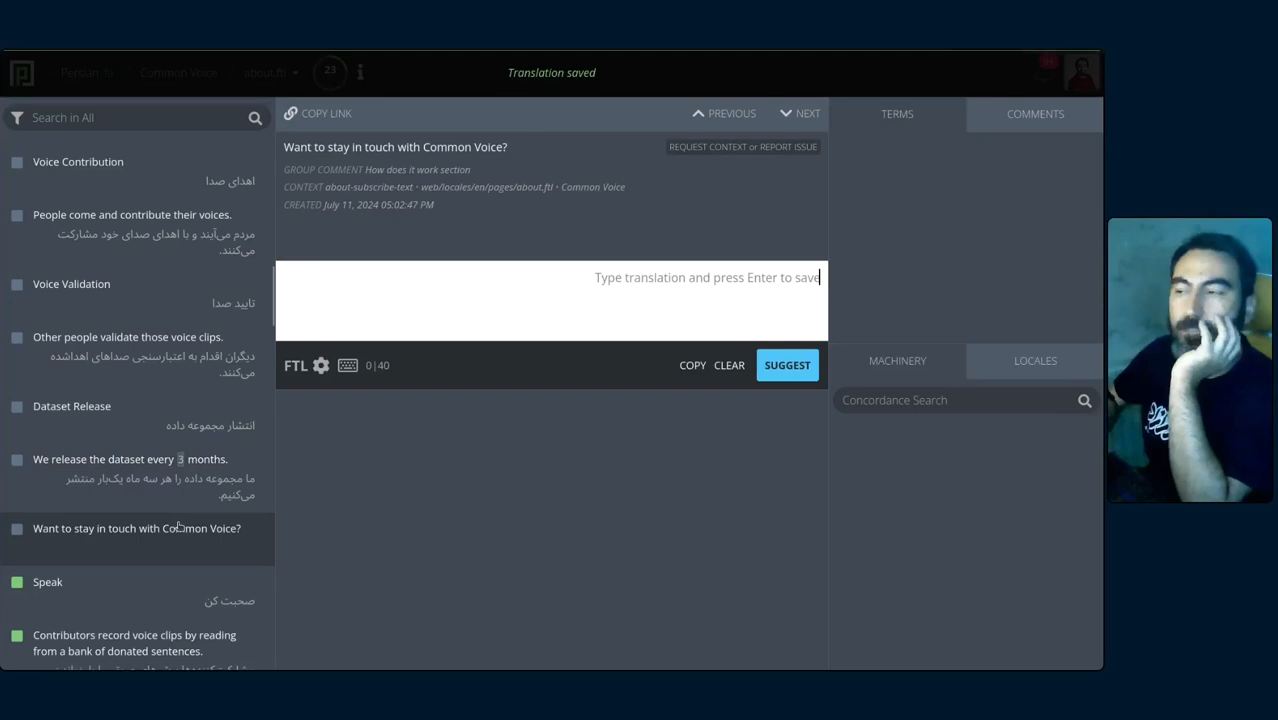 Persian fa
Common Voice
about.ftl
23
Translation saved
Search in All
COPY LINK
PREVIOUS
NEXT
TERMS
COMMENTS
Voice Contribution
اهدای صدا
People come and contribute their voices.
مردم می‌آیند و با اهدای صدای خود مشارکت
می‌کنند.
Voice Validation
تایید صدا
Other people validate those voice clips.
دیگران اقدام به اعتبارسنجی صداهای اهداشده
می‌کنند.
Dataset Release
انتشار مجموعه داده
We release the dataset every 3 months.
ما مجموعه داده را هر سه ماه یک‌بار منتشر
می‌کنیم.
Want to stay in touch with Common Voice?
Speak
صحبت کن
Contributors record voice clips by reading
from a bank of donated sentences.
Want to stay in touch with Common Voice?
REQUEST CONTEXT or REPORT ISSUE
GROUP COMMENT How does it work section
CONTEXT about-subscribe-text • web/locales/en/pages/about.ftl • Common Voice
CREATED July 11, 2024 05:02:47 PM
Type translation and press Enter to save
FTL
0|40
COPY
CLEAR
SUGGEST
MACHINERY
LOCALES
Concordance Search